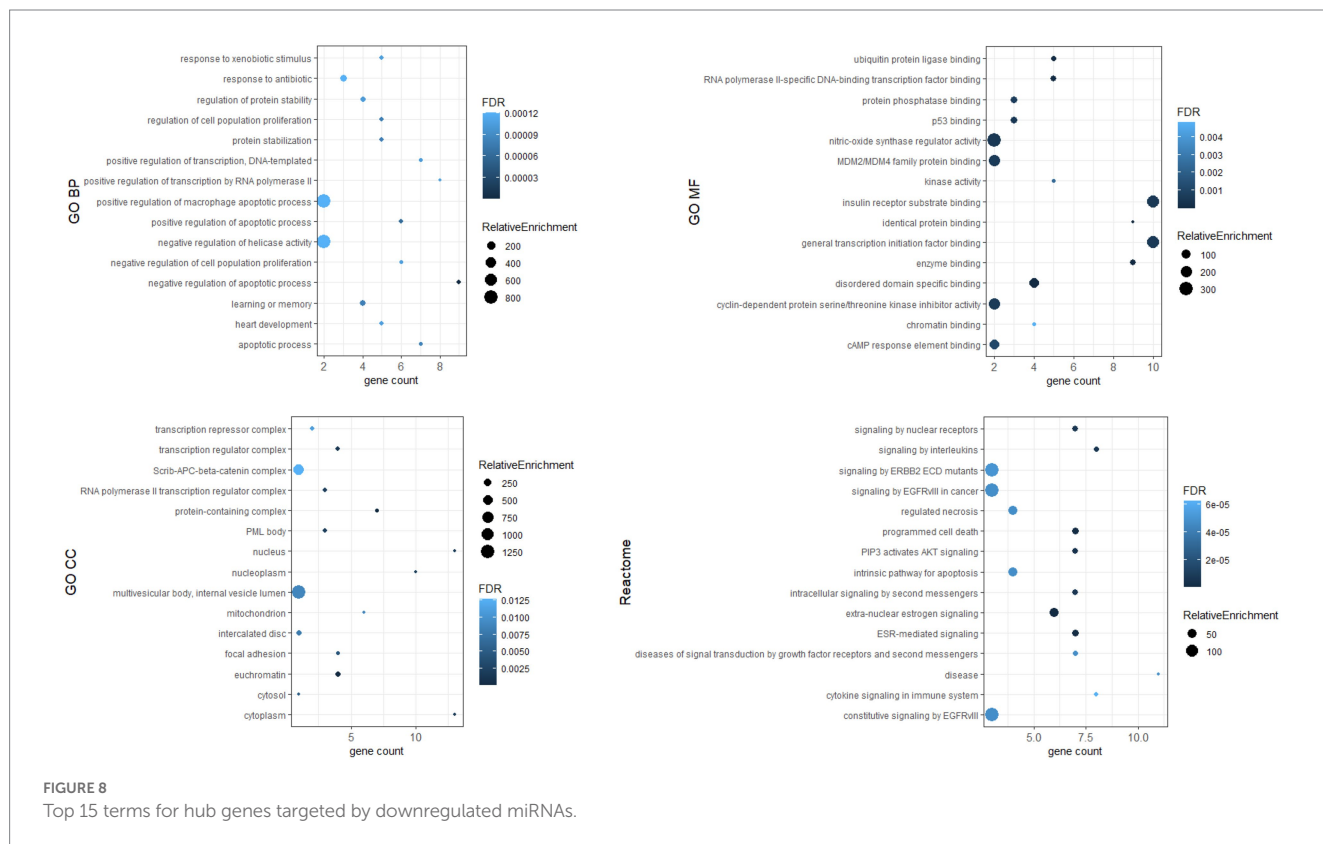 GO BP
response to xenobiotic stimulus
response to antibiotic
regulation of protein stability
regulation of cell population proliferation
protein stabilization
positive regulation of transcription, DNA-templated
positive regulation of transcription by RNA polymerase II
positive regulation of macrophage apoptotic process
positive regulation of apoptotic process
negative regulation of helicase activity
negative regulation of cell population proliferation
negative regulation of apoptotic process
learning or memory
heart development
apoptotic process
2 4 6 8
gene count
FDR
0.00012
0.00009
0.00006
0.00003
RelativeEnrichment
200
400
600
800
GO MF
ubiquitin protein ligase binding
RNA polymerase II-specific DNA-binding transcription factor binding
protein phosphatase binding
p53 binding
nitric-oxide synthase regulator activity
MDM2/MDM4 family protein binding
kinase activity
insulin receptor substrate binding
identical protein binding
general transcription initiation factor binding
enzyme binding
disordered domain specific binding
cyclin-dependent protein serine/threonine kinase inhibitor activity
chromatin binding
cAMP response element binding
2 4 6 8 10
gene count
FDR
0.004
0.003
0.002
0.001
RelativeEnrichment
100
200
300
GO CC
transcription repressor complex
transcription regulator complex
Scrib-APC-beta-catenin complex
RNA polymerase II transcription regulator complex
protein-containing complex
PML body
nucleus
nucleoplasm
multivesicular body, internal vesicle lumen
mitochondrion
intercalated disc
focal adhesion
euchromatin
cytosol
cytoplasm
5 10
gene count
RelativeEnrichment
250
500
750
1000
1250
FDR
0.0125
0.0100
0.0075
0.0050
0.0025
Reactome
signaling by nuclear receptors
signaling by interleukins
signaling by ERBB2 ECD mutants
signaling by EGFRvIII in cancer
regulated necrosis
programmed cell death
PIP3 activates AKT signaling
intrinsic pathway for apoptosis
intracellular signaling by second messengers
extra-nuclear estrogen signaling
ESR-mediated signaling
diseases of signal transduction by growth factor receptors and second messengers
disease
cytokine signaling in immune system
constitutive signaling by EGFRvIII
5.0 7.5 10.0
gene count
FDR
6e-05
4e-05
2e-05
RelativeEnrichment
50
100
FIGURE 8
Top 15 terms for hub genes targeted by downregulated miRNAs.